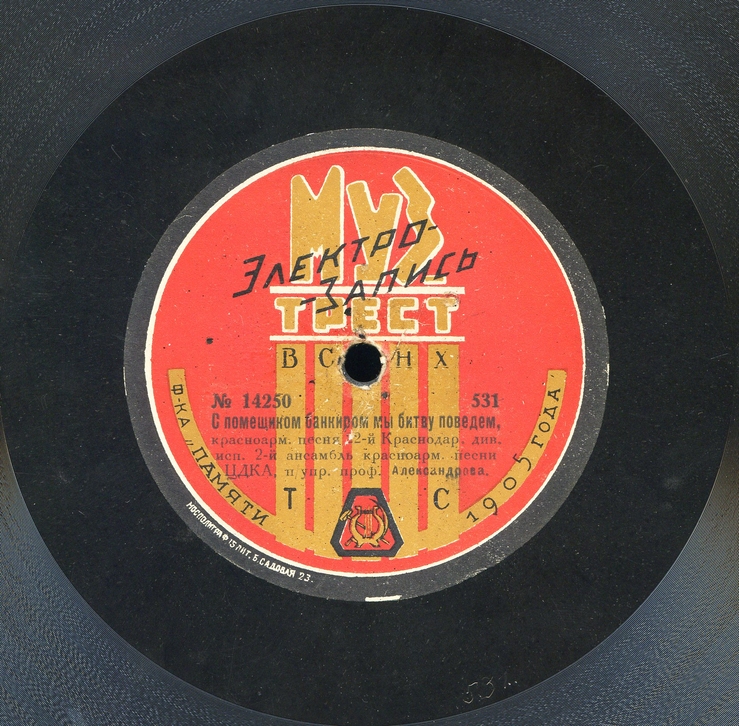 МУЗ
ЭЛЕКТРО-
-ЗАПИСЬ
ТРЕСТ
ВСНХ
№ 14250 531
С помещиком банкиром мы битву поведем,
красноарм. песня 2-й Краснодар. див.
исп. 2-й ансамбль красноарм. песни
ЦДКА, п/упр. проф. Александрова.
Т С
Ф-КА „ПАМЯТИ 1905 ГОДА
МОСПОЛИГРАФ 15 ЛИТ. Б. САДОВАЯ 23.
531.